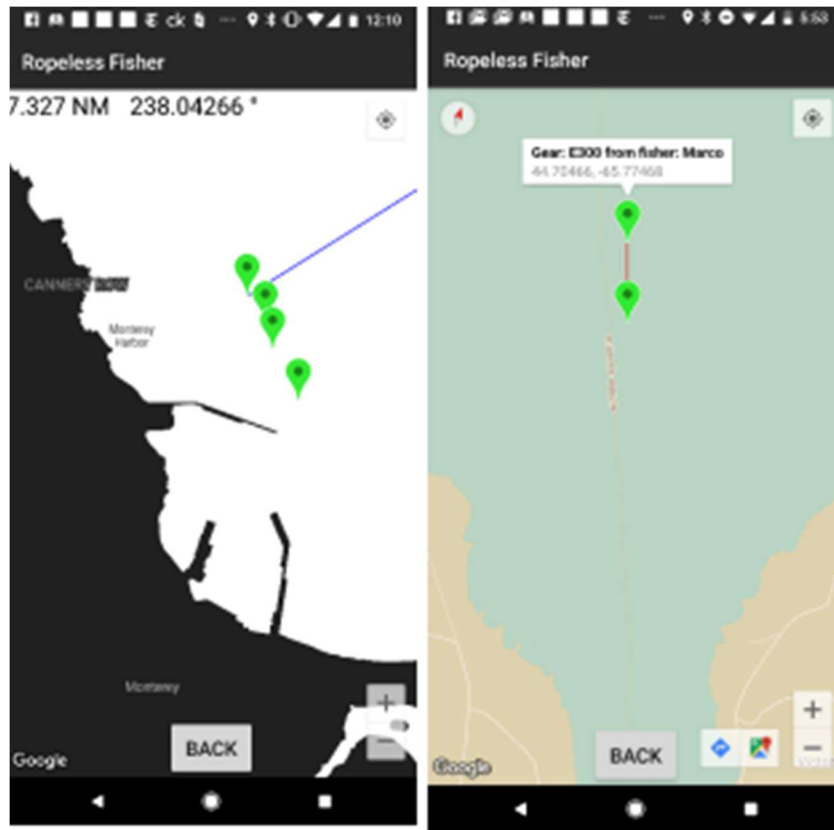 12:10
Ropeless Fisher
7.327 NM 238.04266 °
CANNERY ROW
Monterey
Harbor
Monterey
BACK
Google
5:53
Ropeless Fisher
Gear: E300 from fisher: Marco
44.70466, -65.77468
BACK
Google